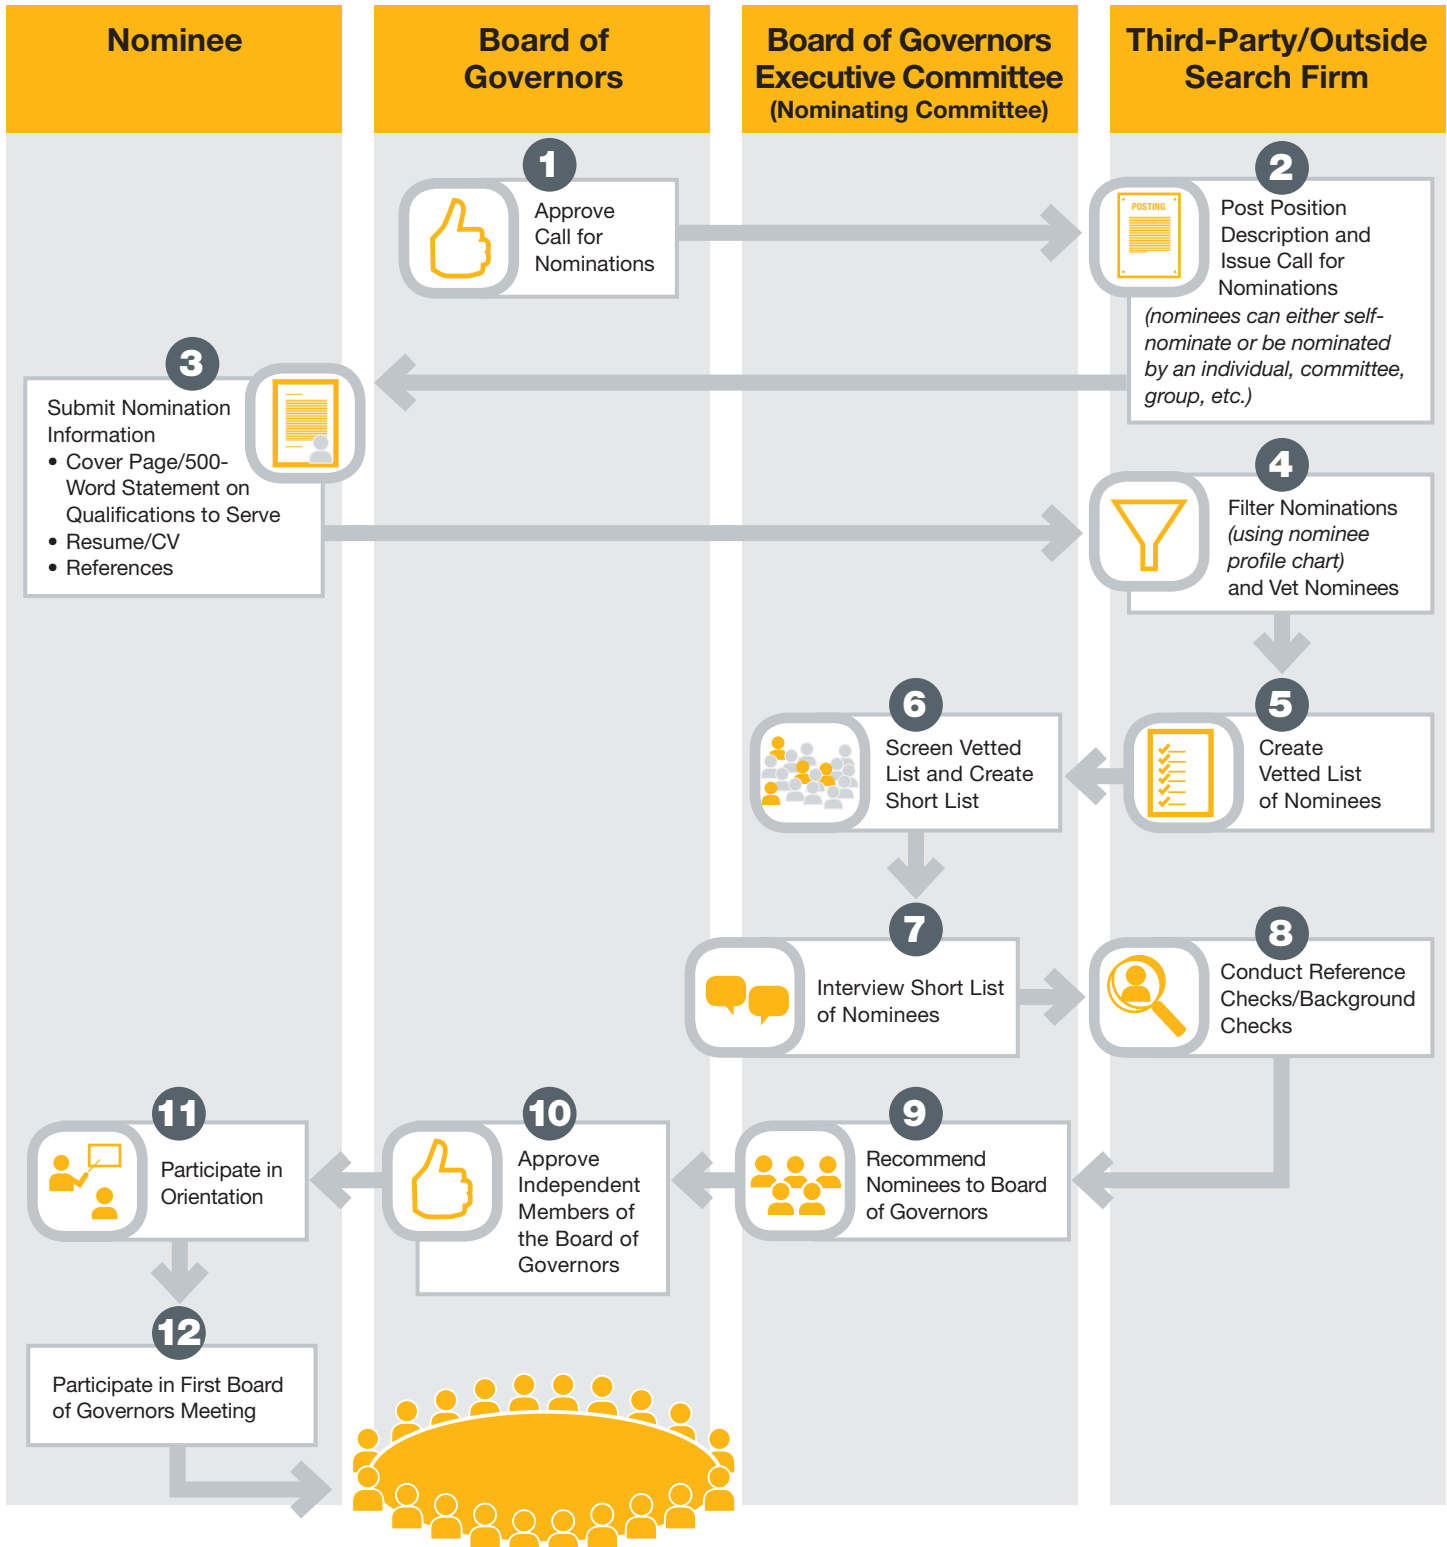 Nominee
Board of
Governors
Board of Governors
Executive Committee
(Nominating Committee)
Third-Party/Outside
Search Firm
1
Approve
Call for
Nominations
2
POSTING
Post Position
Description and
Issue Call for
Nominations
(nominees can either self-
nominate or be nominated
by an individual, committee,
group, etc.)
3
Submit Nomination
Information
• Cover Page/500-
Word Statement on
Qualifications to Serve
• Resume/CV
• References
4
Filter Nominations
(using nominee
profile chart)
and Vet Nominees
5
Create
Vetted List
of Nominees
6
Screen Vetted
List and Create
Short List
7
Interview Short List
of Nominees
8
Conduct Reference
Checks/Background
Checks
9
Recommend
Nominees to Board
of Governors
10
Approve
Independent
Members of
the Board of
Governors
11
Participate in
Orientation
12
Participate in First Board
of Governors Meeting